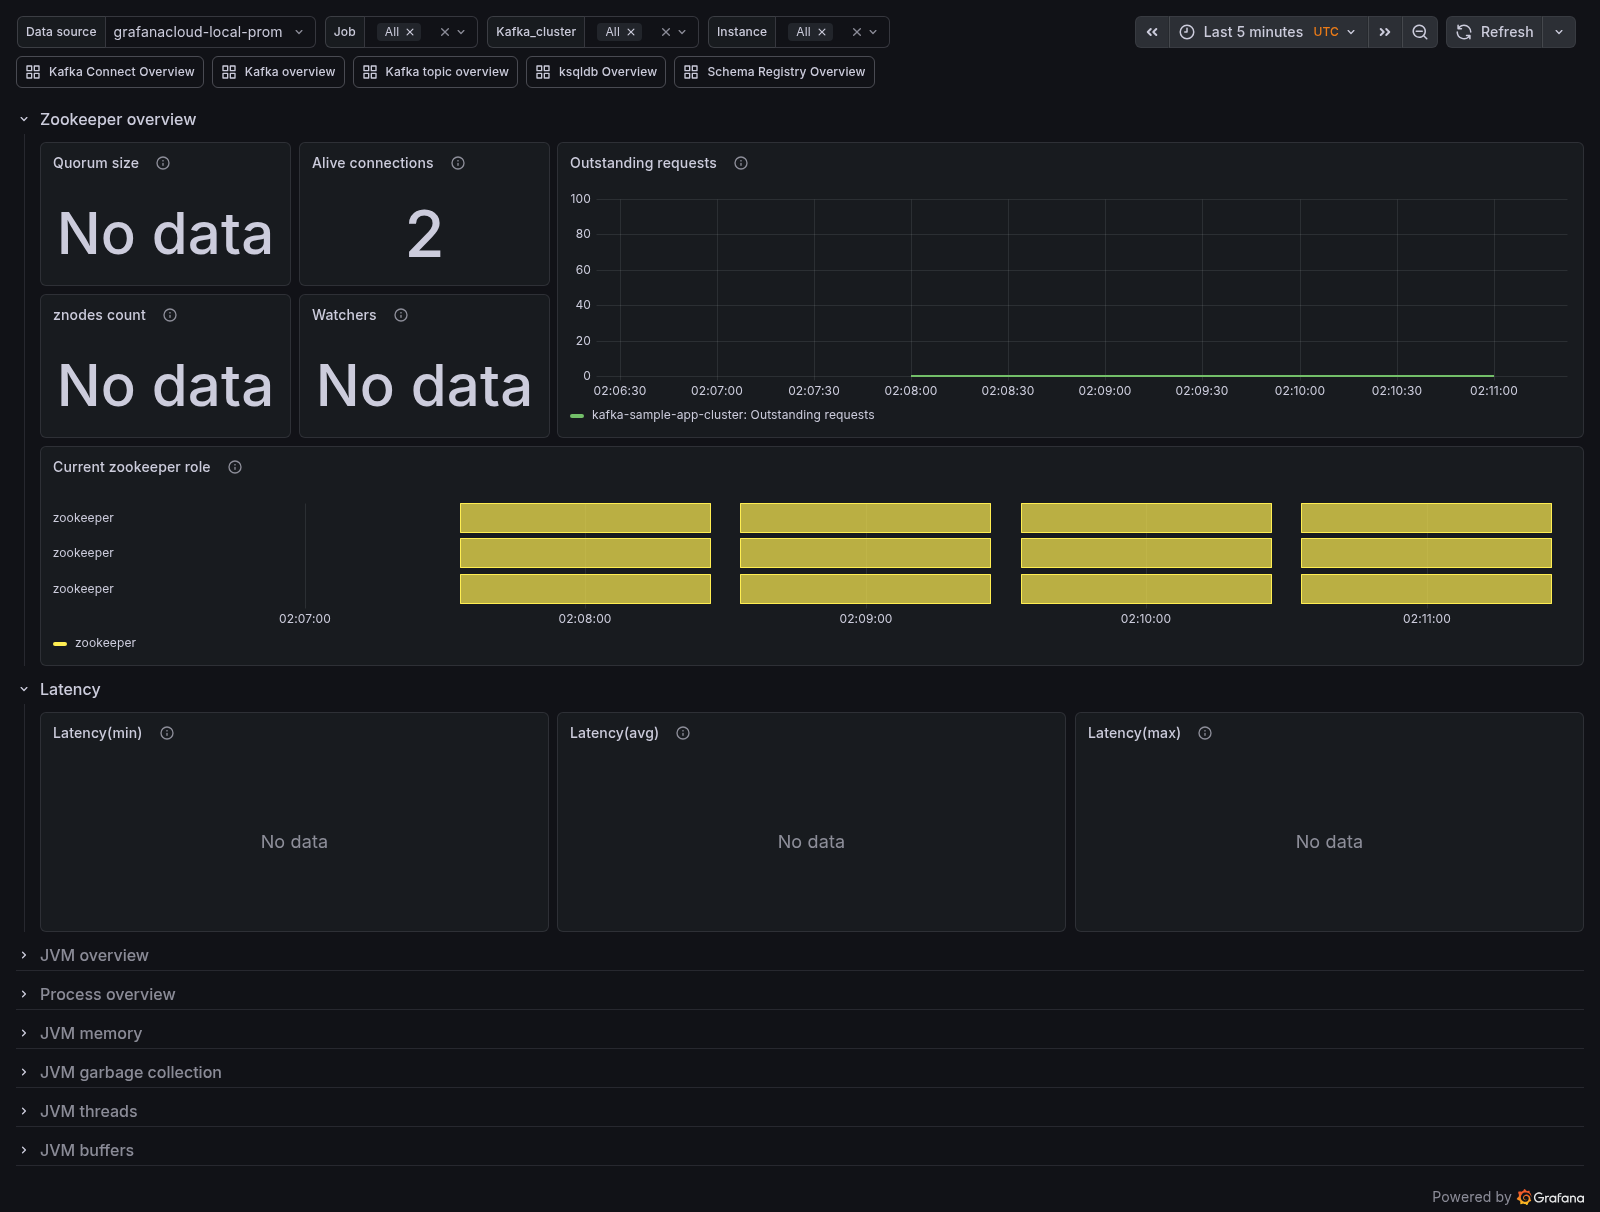 Data source grafanacloud-local-prom Job All Kafka_cluster All Instance All Last 5 minutes UTC Refresh
Kafka Connect Overview Kafka overview Kafka topic overview ksqldb Overview Schema Registry Overview
Zookeeper overview
Quorum size
No data
Alive connections
2
znodes count
No data
Watchers
No data
Outstanding requests
100
80
60
40
20
0
02:06:30 02:07:00 02:07:30 02:08:00 02:08:30 02:09:00 02:09:30 02:10:00 02:10:30 02:11:00
kafka-sample-app-cluster: Outstanding requests
Current zookeeper role
zookeeper
zookeeper
zookeeper
02:07:00 02:08:00 02:09:00 02:10:00 02:11:00
zookeeper
Latency
Latency(min)
No data
Latency(avg)
No data
Latency(max)
No data
JVM overview
Process overview
JVM memory
JVM garbage collection
JVM threads
JVM buffers
Powered by Grafana